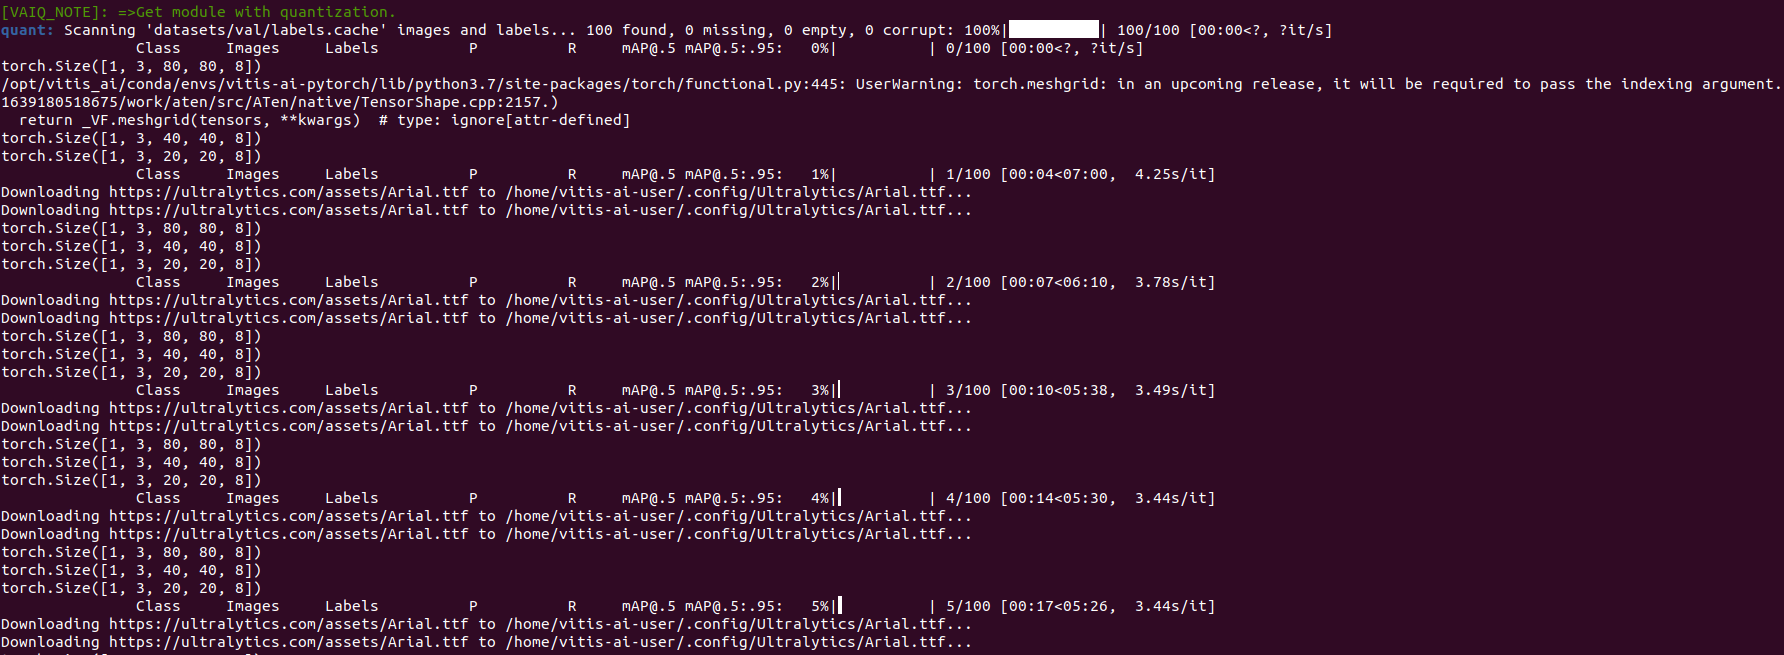 [VAIQ_NOTE]: =>Get module with quantization.
quant: Scanning 'datasets/val/labels.cache' images and labels... 100 found, 0 missing, 0 empty, 0 corrupt: 100%|██████████| 100/100 [00:00<?, ?it/s]
Class Images Labels P R mAP@.5 mAP@.5:.95: 0%| | 0/100 [00:00<?, ?it/s]
torch.Size([1, 3, 80, 80, 8])
/opt/vitis_ai/conda/envs/vitis-ai-pytorch/lib/python3.7/site-packages/torch/functional.py:445: UserWarning: torch.meshgrid: in an upcoming release, it will be required to pass the indexing argument.
1639180518675/work/aten/src/ATen/native/TensorShape.cpp:2157.)
return _VF.meshgrid(tensors, **kwargs) # type: ignore[attr-defined]
torch.Size([1, 3, 40, 40, 8])
torch.Size([1, 3, 20, 20, 8])
Class Images Labels P R mAP@.5 mAP@.5:.95: 1%| | 1/100 [00:04<07:00, 4.25s/it]
Downloading https://ultralytics.com/assets/Arial.ttf to /home/vitis-ai-user/.config/Ultralytics/Arial.ttf...
Downloading https://ultralytics.com/assets/Arial.ttf to /home/vitis-ai-user/.config/Ultralytics/Arial.ttf...
torch.Size([1, 3, 80, 80, 8])
torch.Size([1, 3, 40, 40, 8])
torch.Size([1, 3, 20, 20, 8])
Class Images Labels P R mAP@.5 mAP@.5:.95: 2%|▏ | 2/100 [00:07<06:10, 3.78s/it]
Downloading https://ultralytics.com/assets/Arial.ttf to /home/vitis-ai-user/.config/Ultralytics/Arial.ttf...
Downloading https://ultralytics.com/assets/Arial.ttf to /home/vitis-ai-user/.config/Ultralytics/Arial.ttf...
torch.Size([1, 3, 80, 80, 8])
torch.Size([1, 3, 40, 40, 8])
torch.Size([1, 3, 20, 20, 8])
Class Images Labels P R mAP@.5 mAP@.5:.95: 3%|▎ | 3/100 [00:10<05:38, 3.49s/it]
Downloading https://ultralytics.com/assets/Arial.ttf to /home/vitis-ai-user/.config/Ultralytics/Arial.ttf...
Downloading https://ultralytics.com/assets/Arial.ttf to /home/vitis-ai-user/.config/Ultralytics/Arial.ttf...
torch.Size([1, 3, 80, 80, 8])
torch.Size([1, 3, 40, 40, 8])
torch.Size([1, 3, 20, 20, 8])
Class Images Labels P R mAP@.5 mAP@.5:.95: 4%|▍ | 4/100 [00:14<05:30, 3.44s/it]
Downloading https://ultralytics.com/assets/Arial.ttf to /home/vitis-ai-user/.config/Ultralytics/Arial.ttf...
Downloading https://ultralytics.com/assets/Arial.ttf to /home/vitis-ai-user/.config/Ultralytics/Arial.ttf...
torch.Size([1, 3, 80, 80, 8])
torch.Size([1, 3, 40, 40, 8])
torch.Size([1, 3, 20, 20, 8])
Class Images Labels P R mAP@.5 mAP@.5:.95: 5%|▌ | 5/100 [00:17<05:26, 3.44s/it]
Downloading https://ultralytics.com/assets/Arial.ttf to /home/vitis-ai-user/.config/Ultralytics/Arial.ttf...
Downloading https://ultralytics.com/assets/Arial.ttf to /home/vitis-ai-user/.config/Ultralytics/Arial.ttf...